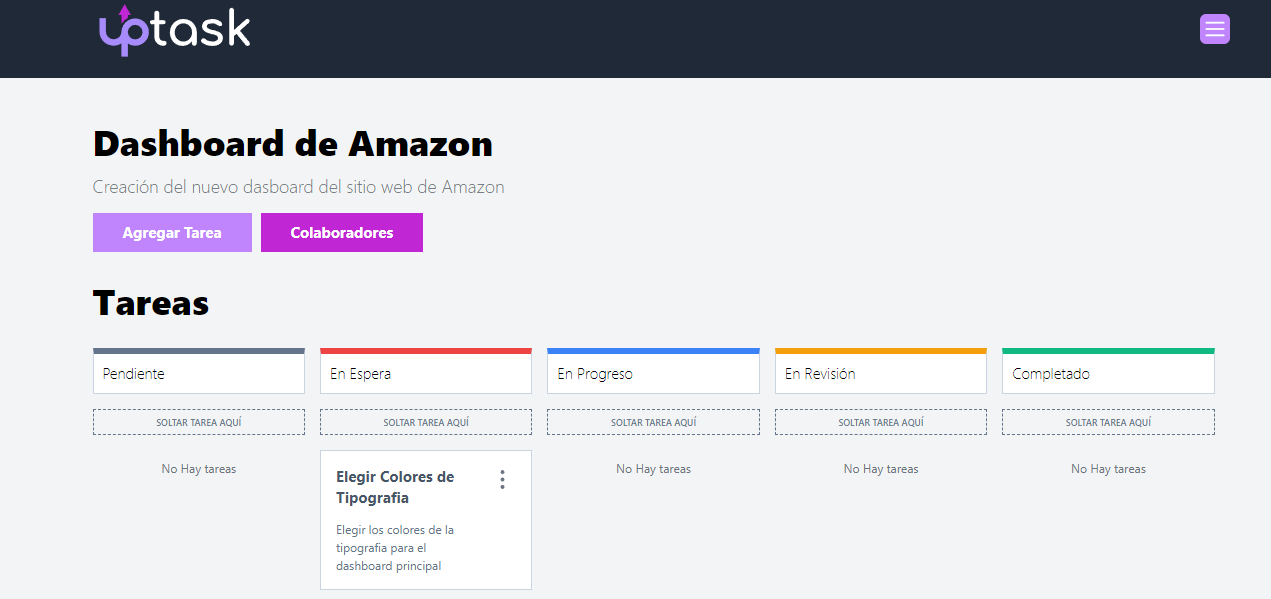 uptask
Dashboard de Amazon
Creación del nuevo dasboard del sitio web de Amazon
Agregar Tarea
Colaboradores
Tareas
Pendiente
En Espera
En Progreso
En Revisión
Completado
SOLTAR TAREA AQUÍ
SOLTAR TAREA AQUÍ
SOLTAR TAREA AQUÍ
SOLTAR TAREA AQUÍ
SOLTAR TAREA AQUÍ
No Hay tareas
No Hay tareas
No Hay tareas
No Hay tareas
Elegir Colores de
Tipografia
Elegir los colores de la
tipografia para el
dashboard principal